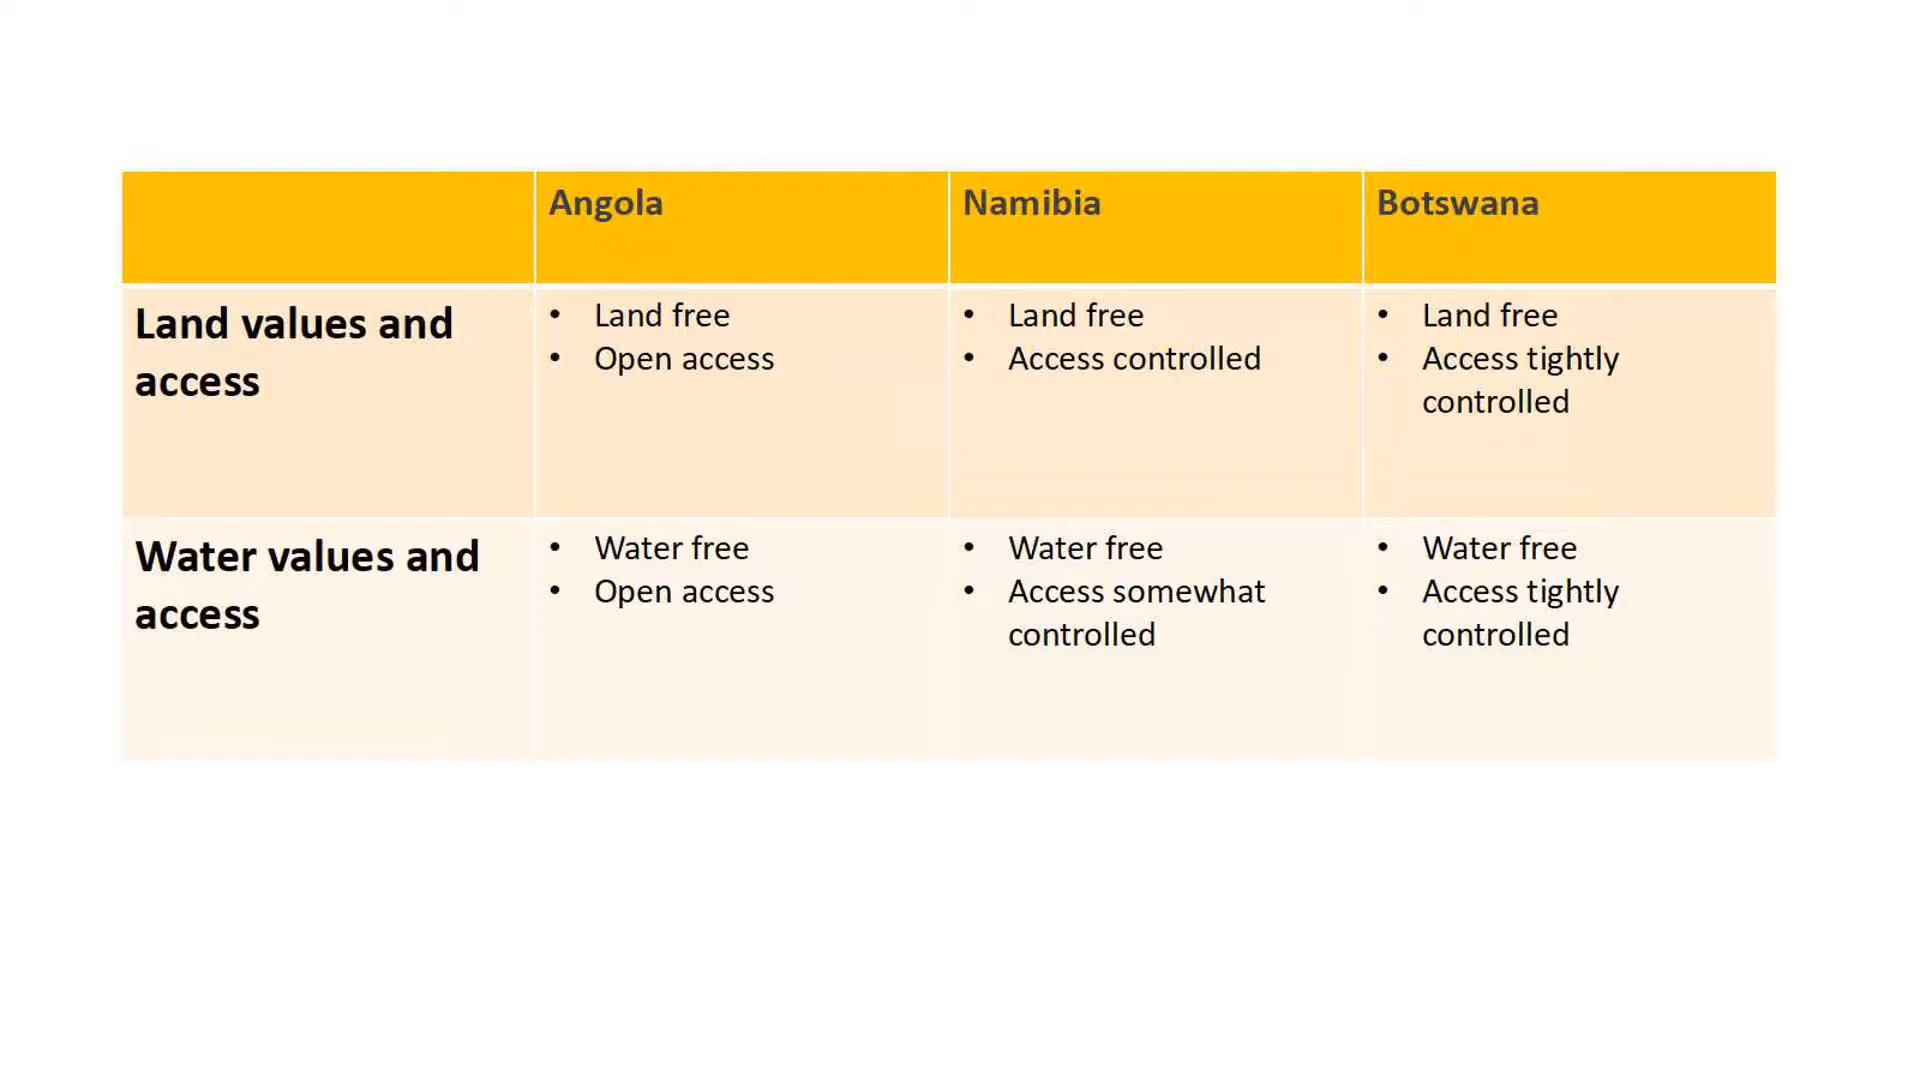 Angola Namibia Botswana
Land values and
access
• Land free
• Open access
• Land free
• Access controlled
• Land free
• Access tightly
controlled
Water values and
access
• Water free
• Open access
• Water free
• Access somewhat
controlled
• Water free
• Access tightly
controlled